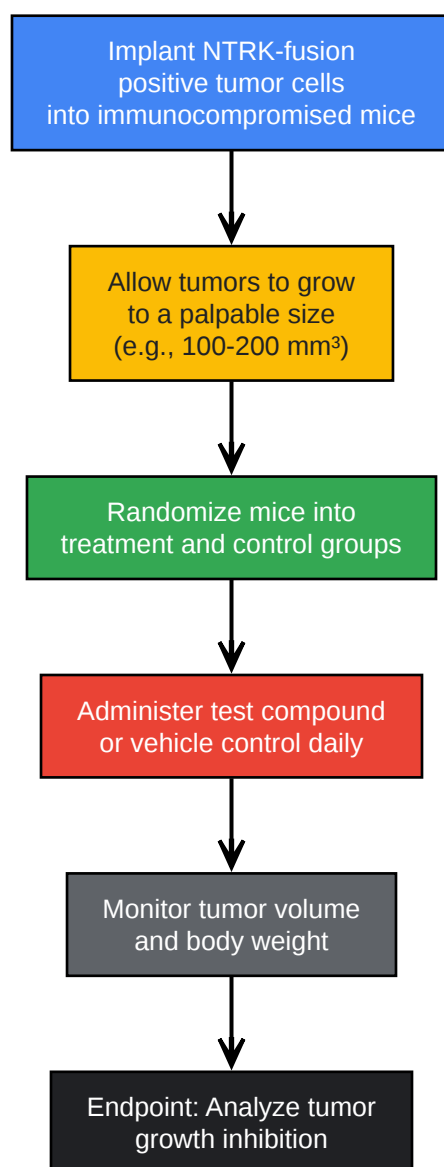 Implant NTRK-fusion
positive tumor cells
into immunocompromised mice
Allow tumors to grow
to a palpable size
(e.g., 100-200 mm³)
Randomize mice into
treatment and control groups
Administer test compound
or vehicle control daily
Monitor tumor volume
and body weight
Endpoint: Analyze tumor
growth inhibition